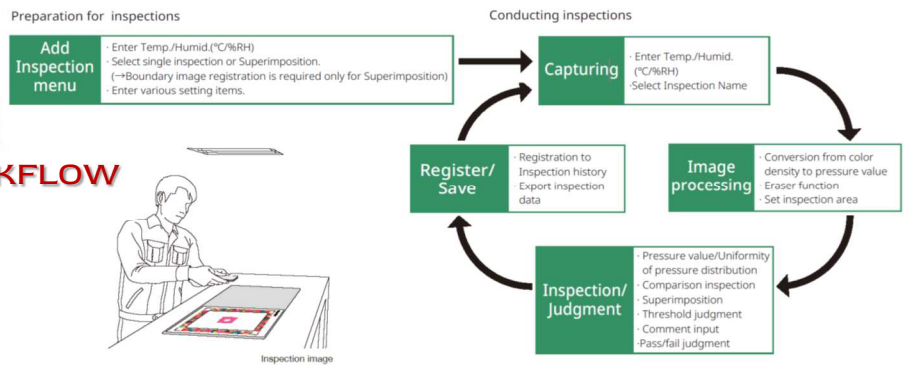 Preparation for inspections
Add
Inspection
menu
· Enter Temp./Humid.(℃/%RH)
· Select single inspection or Superimposition.
(→Boundary image registration is required only for Superimposition)
· Enter various setting items.
KFLOW
Inspection image
Conducting inspections
Capturing
· Enter Temp./Humid.
(℃/%RH)
·Select Inspection Name
Image
processing
· Conversion from color
density to pressure value
· Eraser function
· Set inspection area
Inspection/
Judgment
· Pressure value/Uniformity
of pressure distribution
· Comparison inspection
· Superimposition
· Threshold judgment
· Comment input
·Pass/fail judgment
Register/
Save
· Registration to
Inspection history
· Export inspection
data